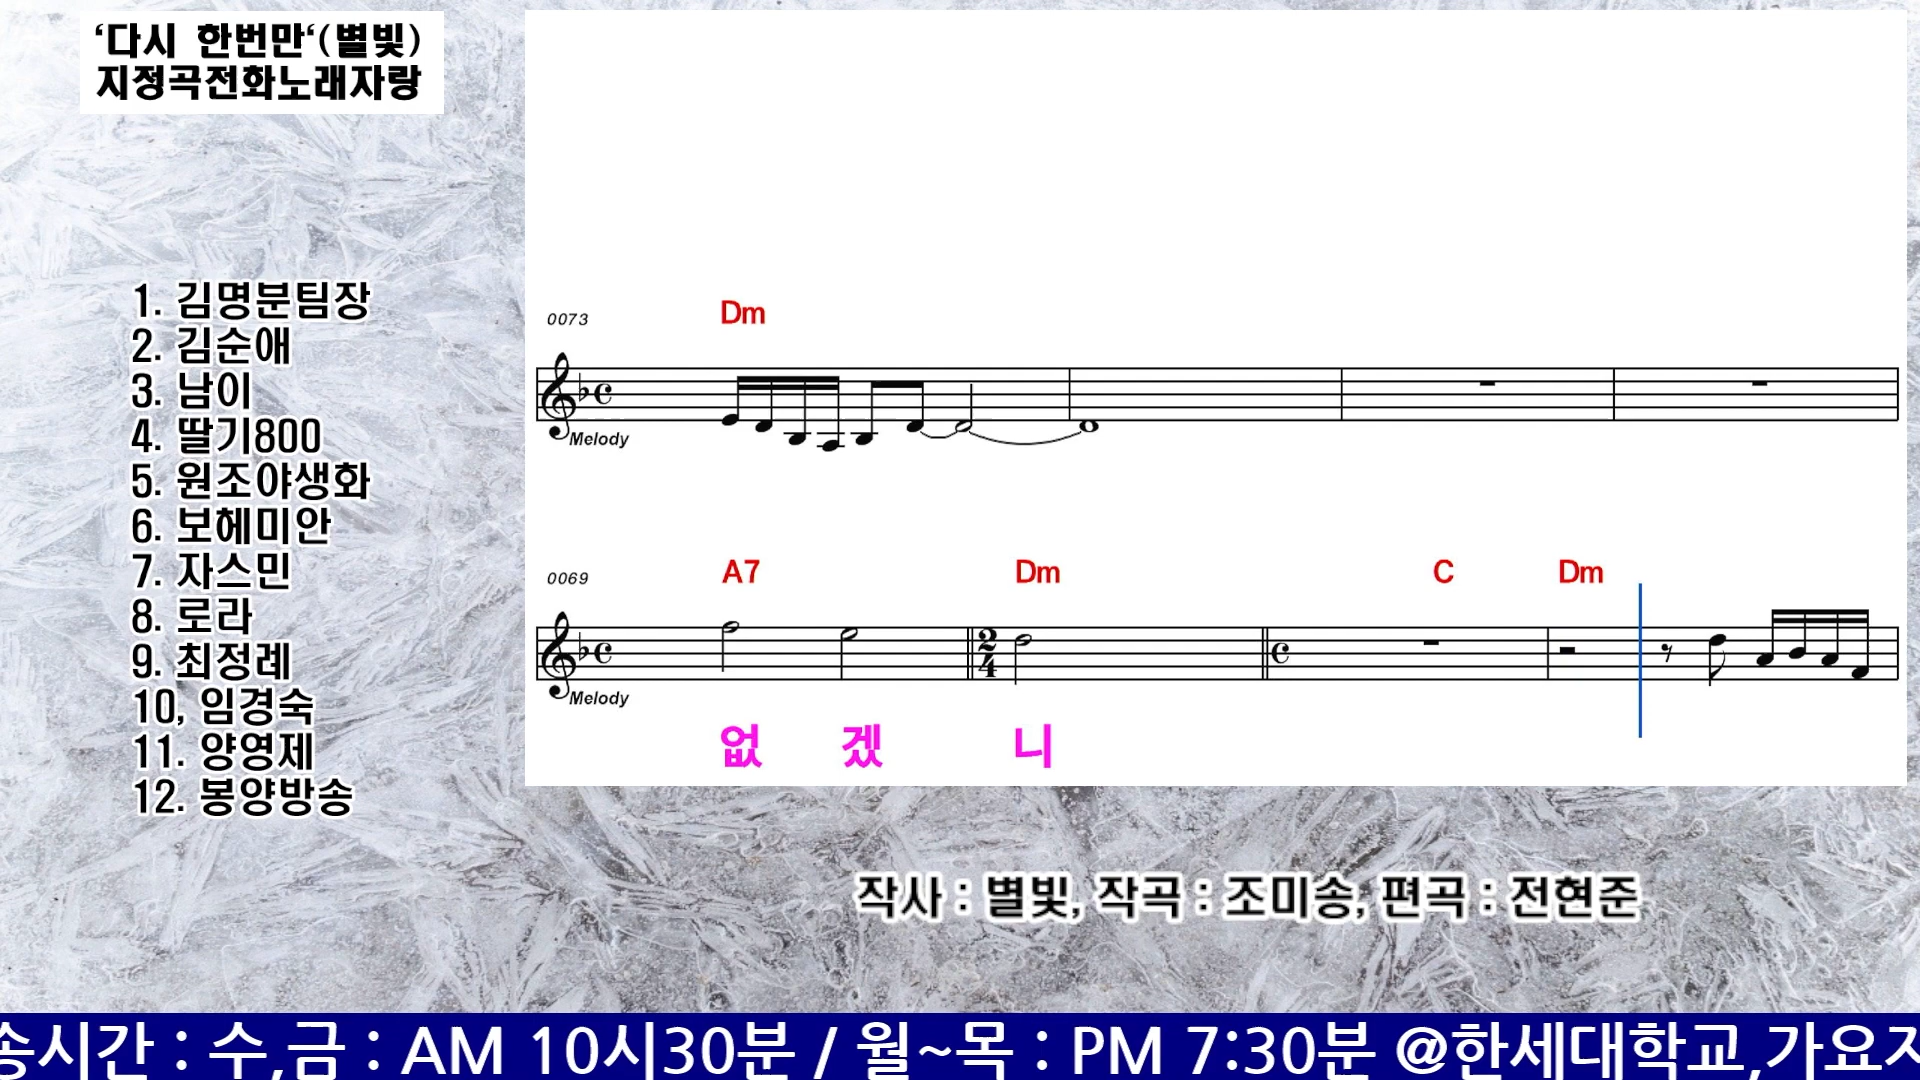 ‘다시 한번만‘(별빛)
지정곡전화노래자랑
1. 김명분팀장
2. 김순애
3. 남이
4. 딸기800
5. 원조야생화
6. 보헤미안
7. 자스민
8. 로라
9. 최정례
10, 임경숙
11. 양영제
12. 봉양방송
0073
Dm
Melody
0069
A7 Dm C Dm
2
4
Melody
없 겠 니
작사 : 별빛, 작곡 : 조미송, 편곡 : 전현준
송시간 : 수,금 : AM 10시30분 / 월~목 : PM 7:30분 @한세대학교,가요